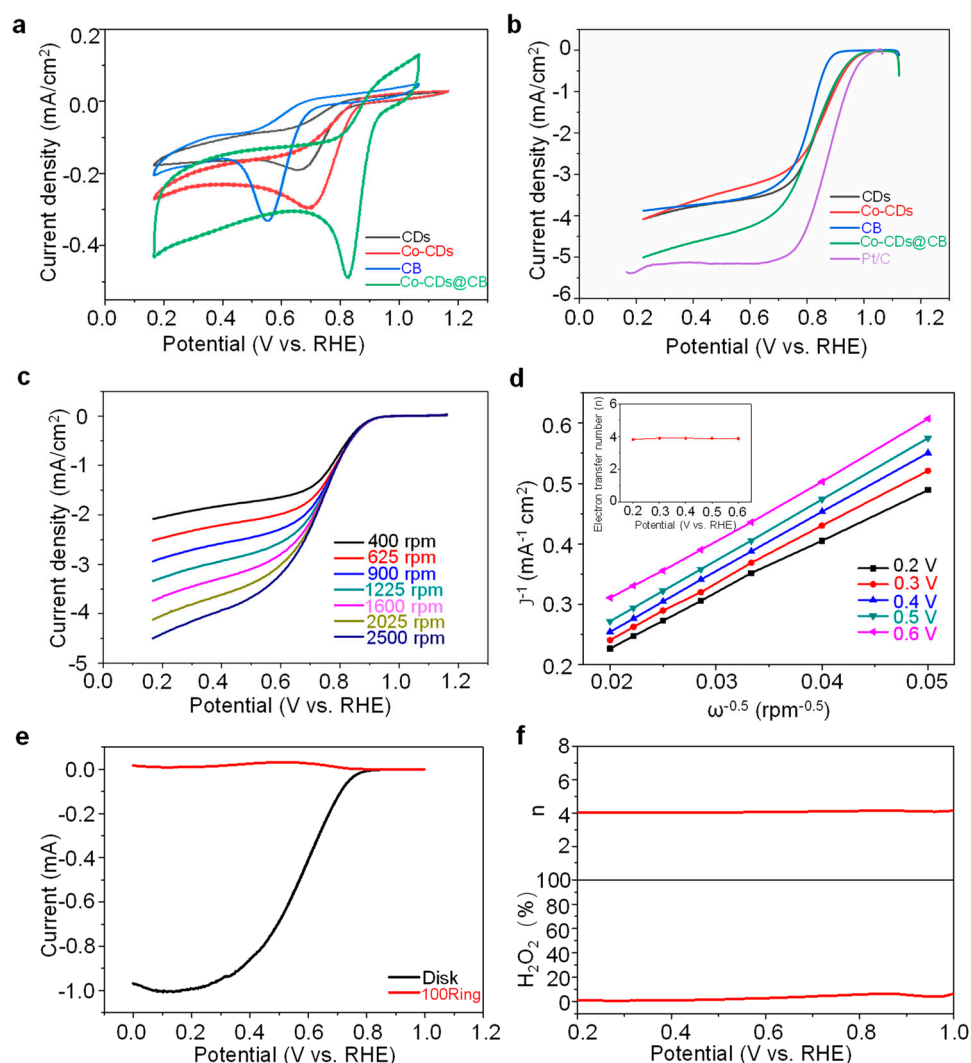 a
Current density (mA/cm²)
0.2
0.0
-0.2
-0.4
CDs
Co-CDs
CB
Co-CDs@CB
0.0 0.2 0.4 0.6 0.8 1.0 1.2
Potential (V vs. RHE)
b
Current density (mA/cm²)
0
-1
-2
-3
-4
-5
-6
CDs
Co-CDs
CB
Co-CDs@CB
Pt/C
0.0 0.2 0.4 0.6 0.8 1.0 1.2
Potential (V vs. RHE)
c
Current density (mA/cm²)
0
-1
-2
-3
-4
-5
400 rpm
625 rpm
900 rpm
1225 rpm
1600 rpm
2025 rpm
2500 rpm
0.0 0.2 0.4 0.6 0.8 1.0 1.2
Potential (V vs. RHE)
d
J⁻¹ (mA⁻¹ cm²)
0.6
0.5
0.4
0.3
0.2
Electron transfer number (n)
6
4
2
0
0.2 0.3 0.4 0.5 0.6
Potential (V vs. RHE)
0.2 V
0.3 V
0.4 V
0.5 V
0.6 V
0.02 0.03 0.04 0.05
ω⁻⁰·⁵ (rpm⁻⁰·⁵)
e
Current (mA)
0.0
-0.2
-0.4
-0.6
-0.8
-1.0
Disk
100Ring
0.0 0.2 0.4 0.6 0.8 1.0 1.2
Potential (V vs. RHE)
f
n
8
6
4
2
H₂O₂ (%)
100
80
60
40
20
0
0.2 0.4 0.6 0.8 1.0
Potential (V vs. RHE)